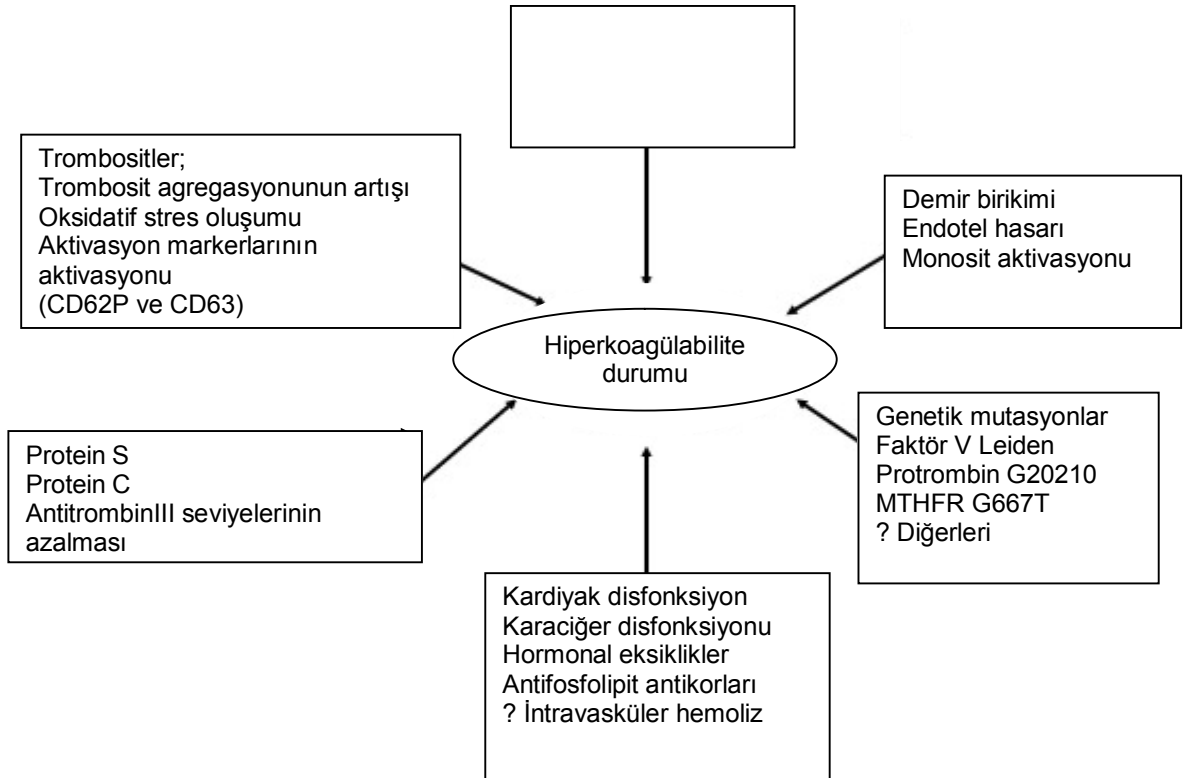 Trombositler;
Trombosit agregasyonunun artışı
Oksidatif stres oluşumu
Aktivasyon markerlarının
aktivasyonu
(CD62P ve CD63)
Demir birikimi
Endotel hasarı
Monosit aktivasyonu
Hiperkoagülabilite
durumu
Protein S
Protein C
AntitrombinIII seviyelerinin
azalması
Genetik mutasyonlar
Faktör V Leiden
Protrombin G20210
MTHFR G667T
? Diğerleri
Kardiyak disfonksiyon
Karaciğer disfonksiyonu
Hormonal eksiklikler
Antifosfolipit antikorları
? İntravasküler hemoliz